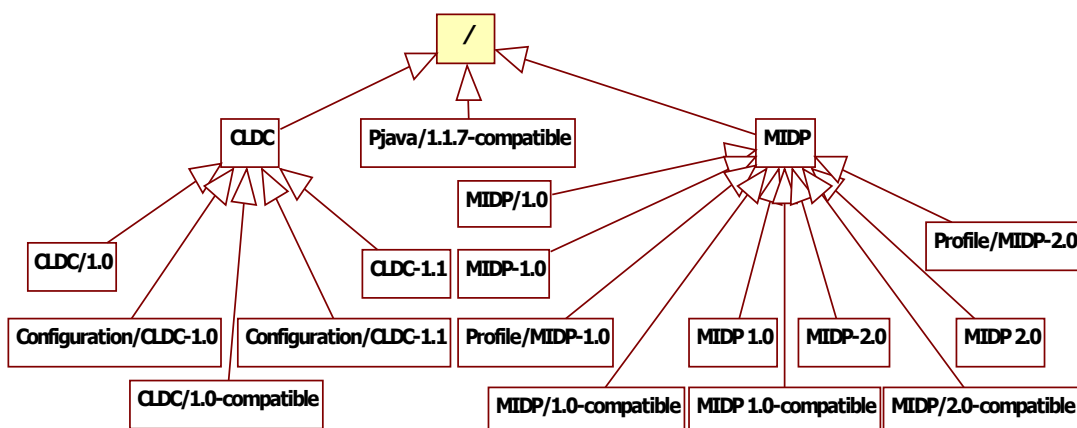 /
CLDC
Pjava/1.1.7-compatible
MIDP
MIDP/1.0
Profile/MIDP-2.0
CLDC/1.0
CLDC-1.1
MIDP-1.0
Configuration/CLDC-1.0
Configuration/CLDC-1.1
Profile/MIDP-1.0
MIDP 1.0
MIDP-2.0
MIDP 2.0
CLDC/1.0-compatible
MIDP/1.0-compatible
MIDP 1.0-compatible
MIDP/2.0-compatible